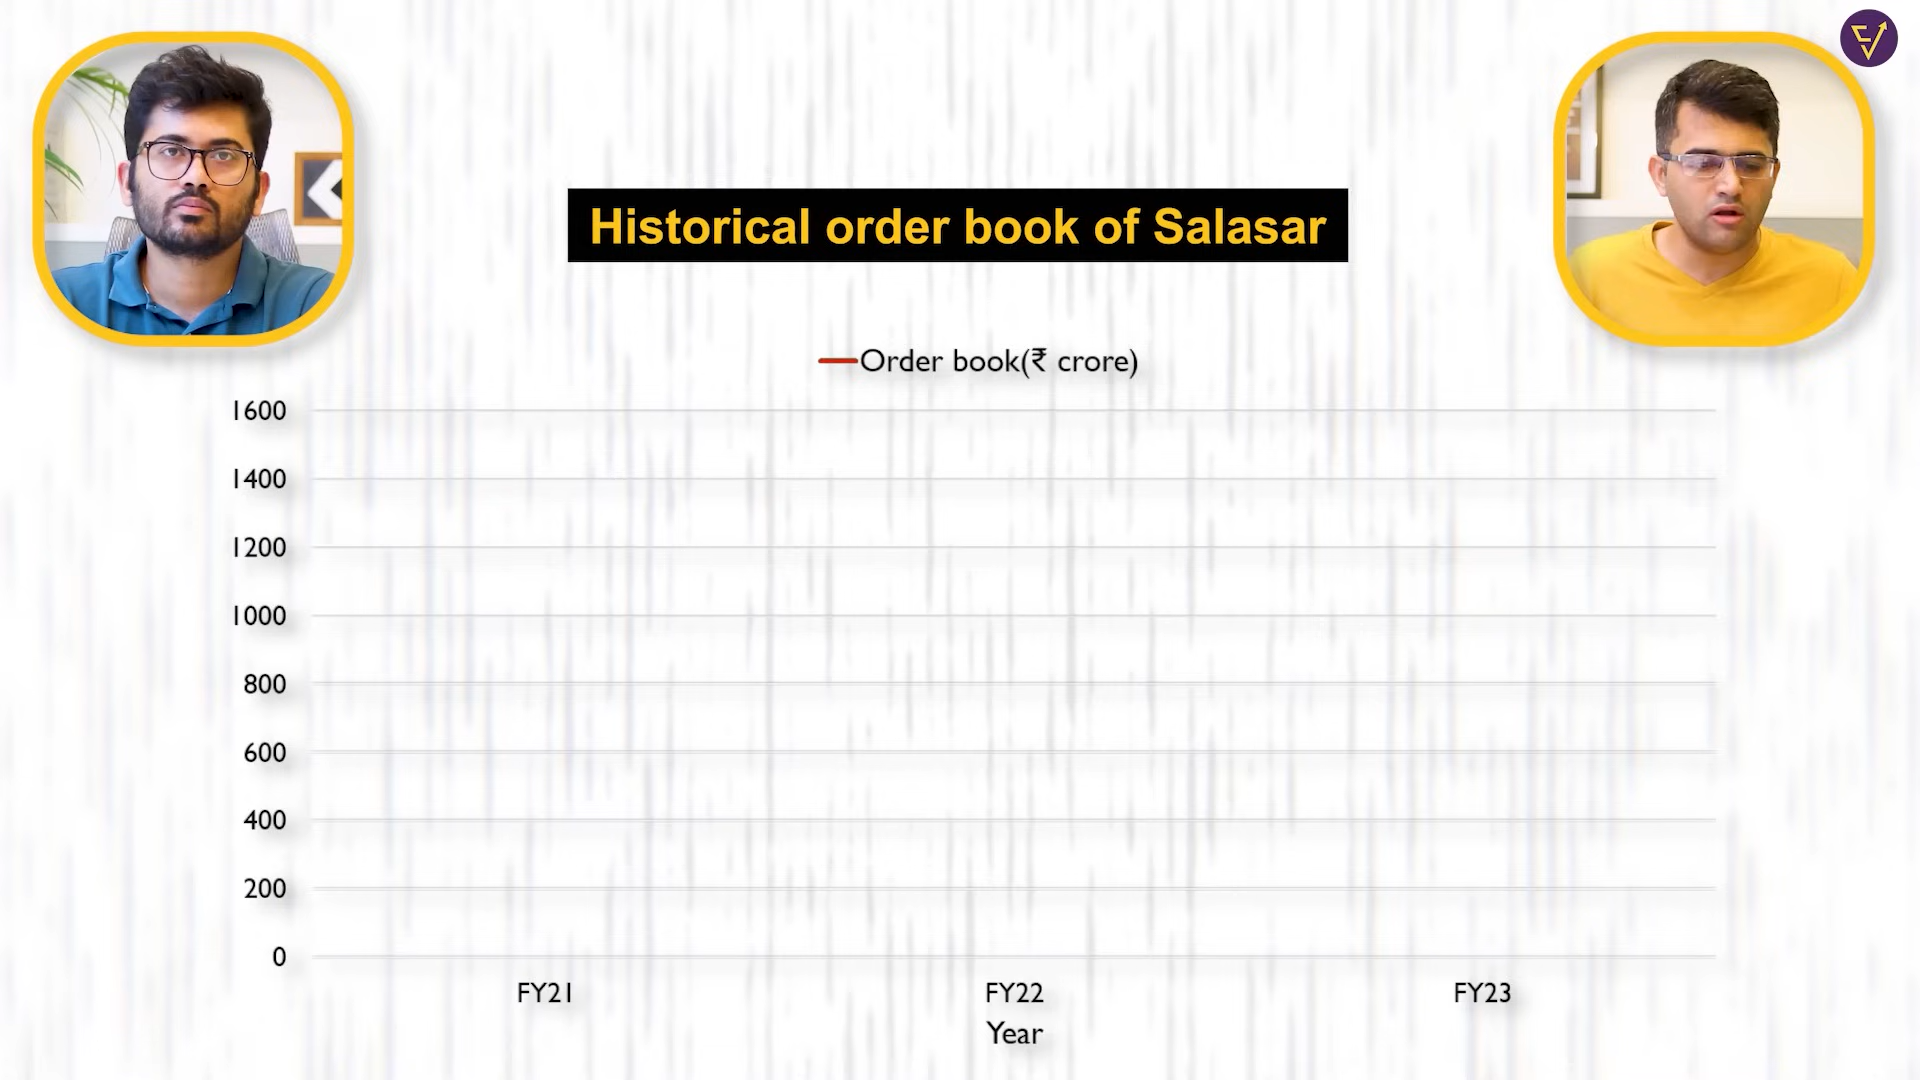 Historical order book of Salasar
Order book(₹ crore)
1600
1400
1200
1000
800
600
400
200
0
FY21 FY22 FY23
Year